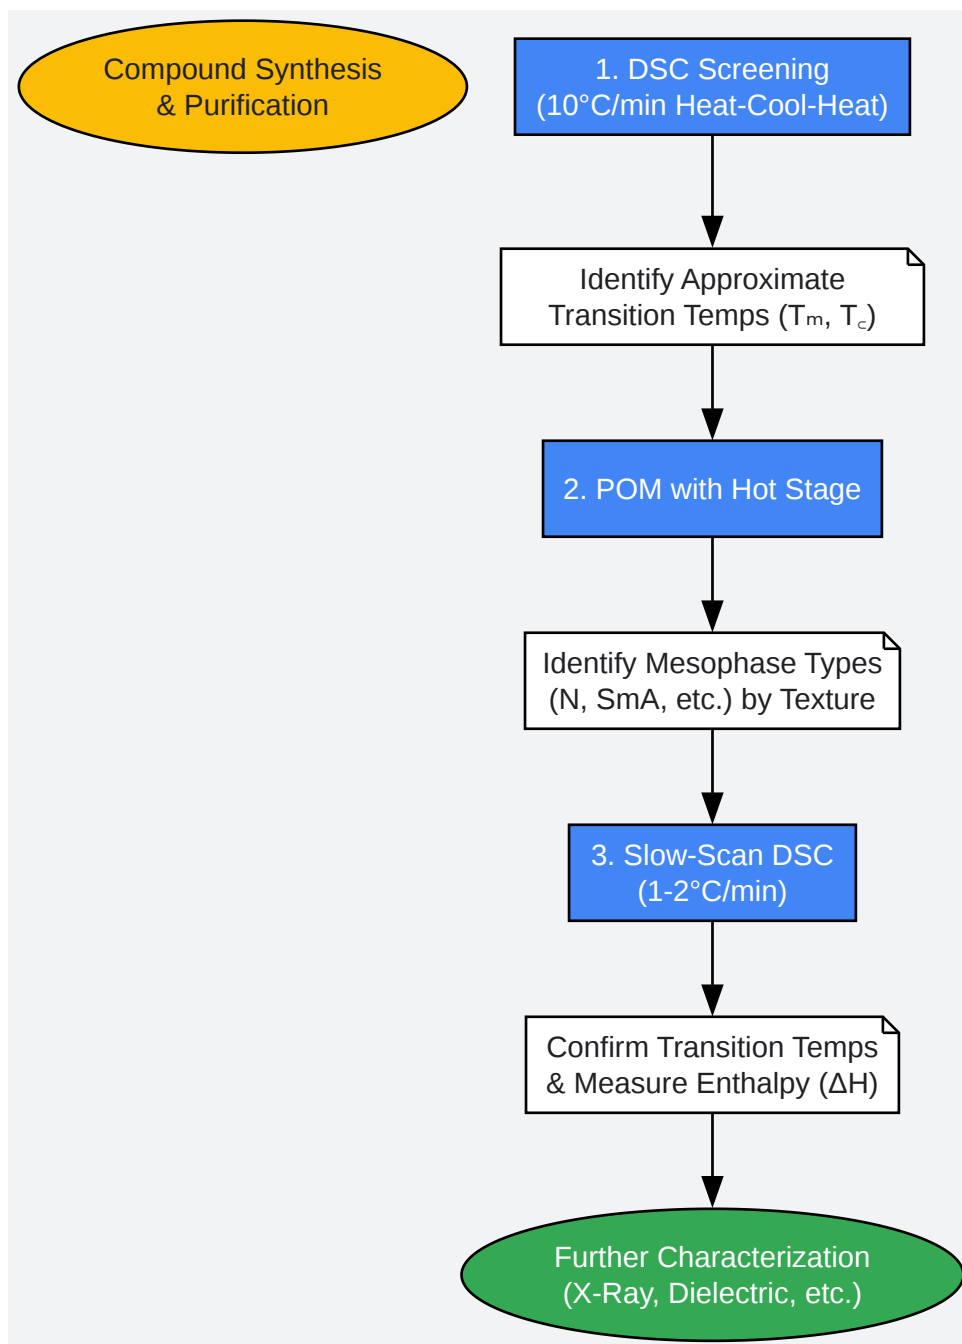 Compound Synthesis
& Purification
1. DSC Screening
(10°C/min Heat-Cool-Heat)
Identify Approximate
Transition Temps (Tₘ, T꜀)
2. POM with Hot Stage
Identify Mesophase Types
(N, SmA, etc.) by Texture
3. Slow-Scan DSC
(1-2°C/min)
Confirm Transition Temps
& Measure Enthalpy (ΔH)
Further Characterization
(X-Ray, Dielectric, etc.)